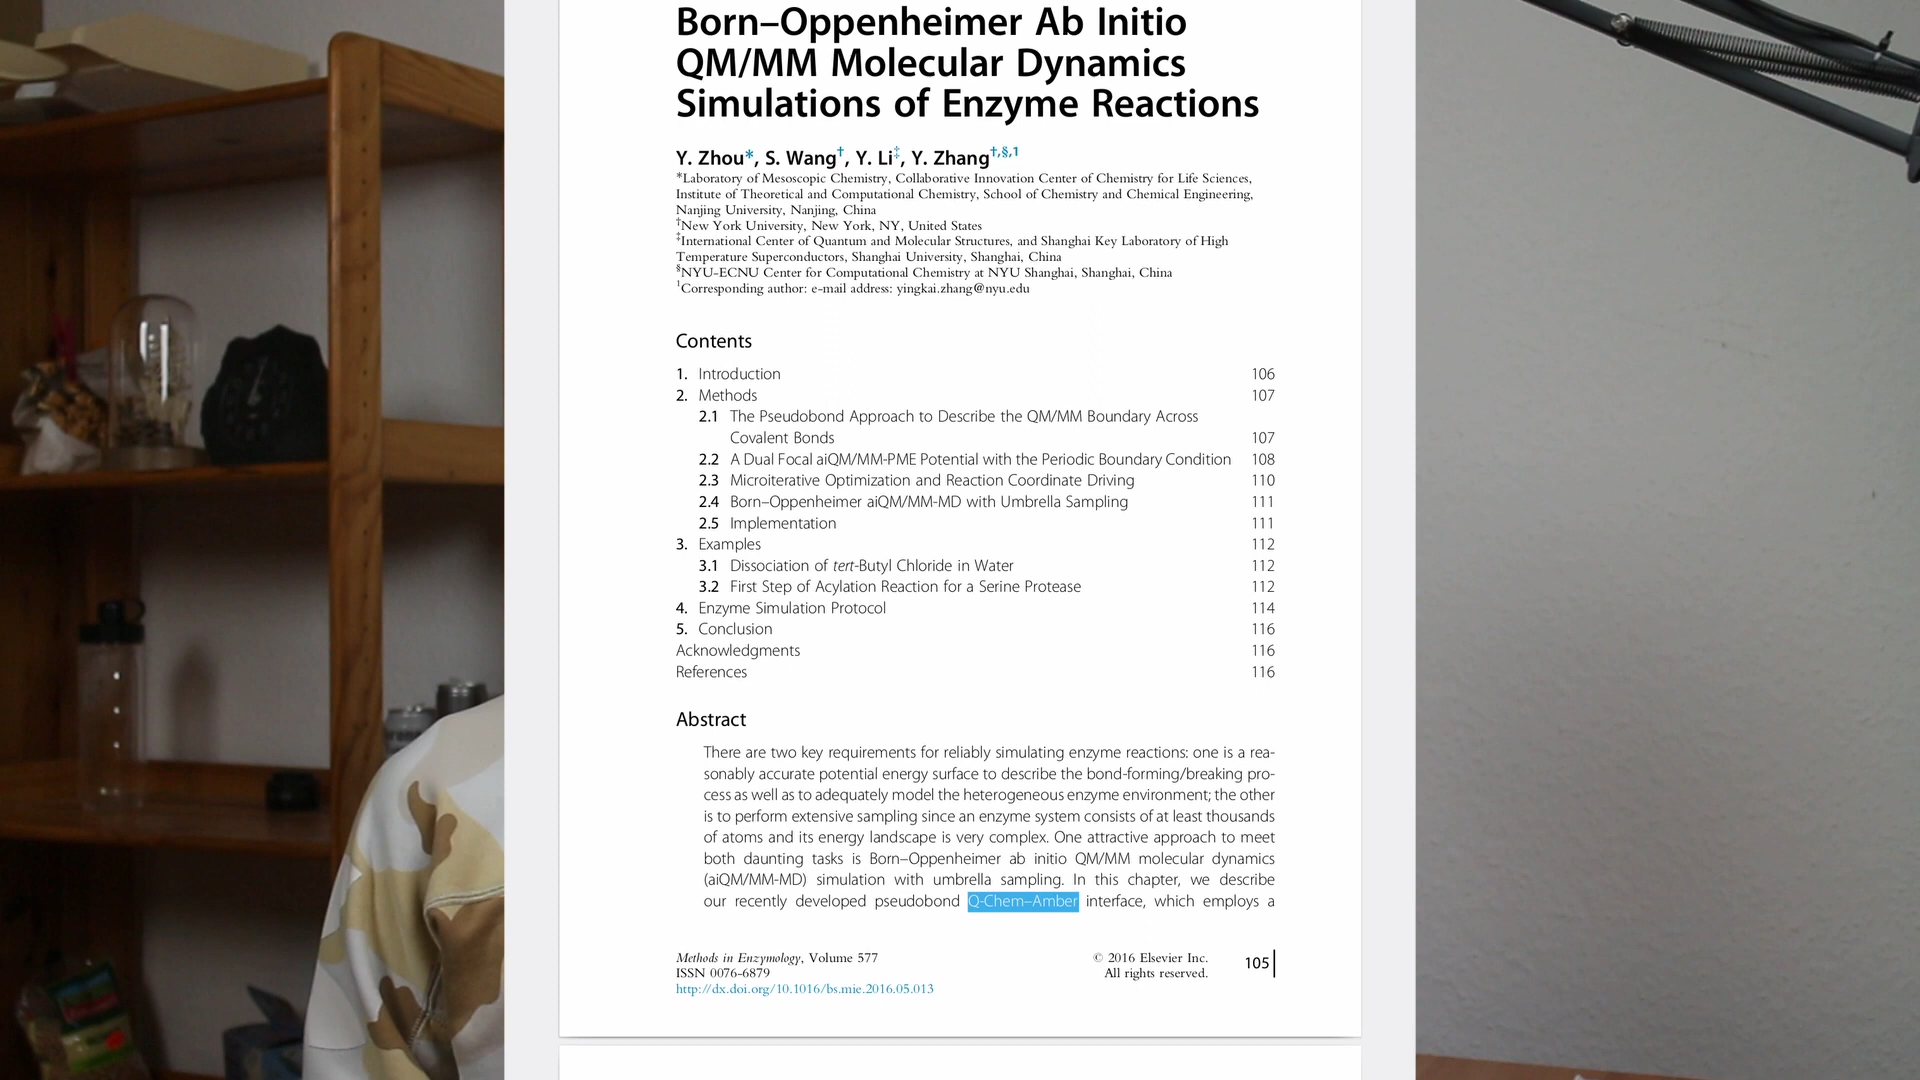 Born–Oppenheimer Ab Initio
QM/MM Molecular Dynamics
Simulations of Enzyme Reactions
Y. Zhou*, S. Wang†, Y. Li‡, Y. Zhang†,§,1
*Laboratory of Mesoscopic Chemistry, Collaborative Innovation Center of Chemistry for Life Sciences,
Institute of Theoretical and Computational Chemistry, School of Chemistry and Chemical Engineering,
Nanjing University, Nanjing, China
†New York University, New York, NY, United States
‡International Center of Quantum and Molecular Structures, and Shanghai Key Laboratory of High
Temperature Superconductors, Shanghai University, Shanghai, China
§NYU-ECNU Center for Computational Chemistry at NYU Shanghai, Shanghai, China
1Corresponding author: e-mail address: yingkai.zhang@nyu.edu
Contents
1. Introduction 106
2. Methods 107
2.1 The Pseudobond Approach to Describe the QM/MM Boundary Across
Covalent Bonds 107
2.2 A Dual Focal aiQM/MM-PME Potential with the Periodic Boundary Condition 108
2.3 Microiterative Optimization and Reaction Coordinate Driving 110
2.4 Born–Oppenheimer aiQM/MM-MD with Umbrella Sampling 111
2.5 Implementation 111
3. Examples 112
3.1 Dissociation of tert-Butyl Chloride in Water 112
3.2 First Step of Acylation Reaction for a Serine Protease 112
4. Enzyme Simulation Protocol 114
5. Conclusion 116
Acknowledgments 116
References 116
Abstract
There are two key requirements for reliably simulating enzyme reactions: one is a rea-
sonably accurate potential energy surface to describe the bond-forming/breaking pro-
cess as well as to adequately model the heterogeneous enzyme environment; the other
is to perform extensive sampling since an enzyme system consists of at least thousands
of atoms and its energy landscape is very complex. One attractive approach to meet
both daunting tasks is Born–Oppenheimer ab initio QM/MM molecular dynamics
(aiQM/MM-MD) simulation with umbrella sampling. In this chapter, we describe
our recently developed pseudobond Q-Chem–Amber interface, which employs a
Methods in Enzymology, Volume 577
ISSN 0076-6879
http://dx.doi.org/10.1016/bs.mie.2016.05.013
© 2016 Elsevier Inc.
All rights reserved.
105